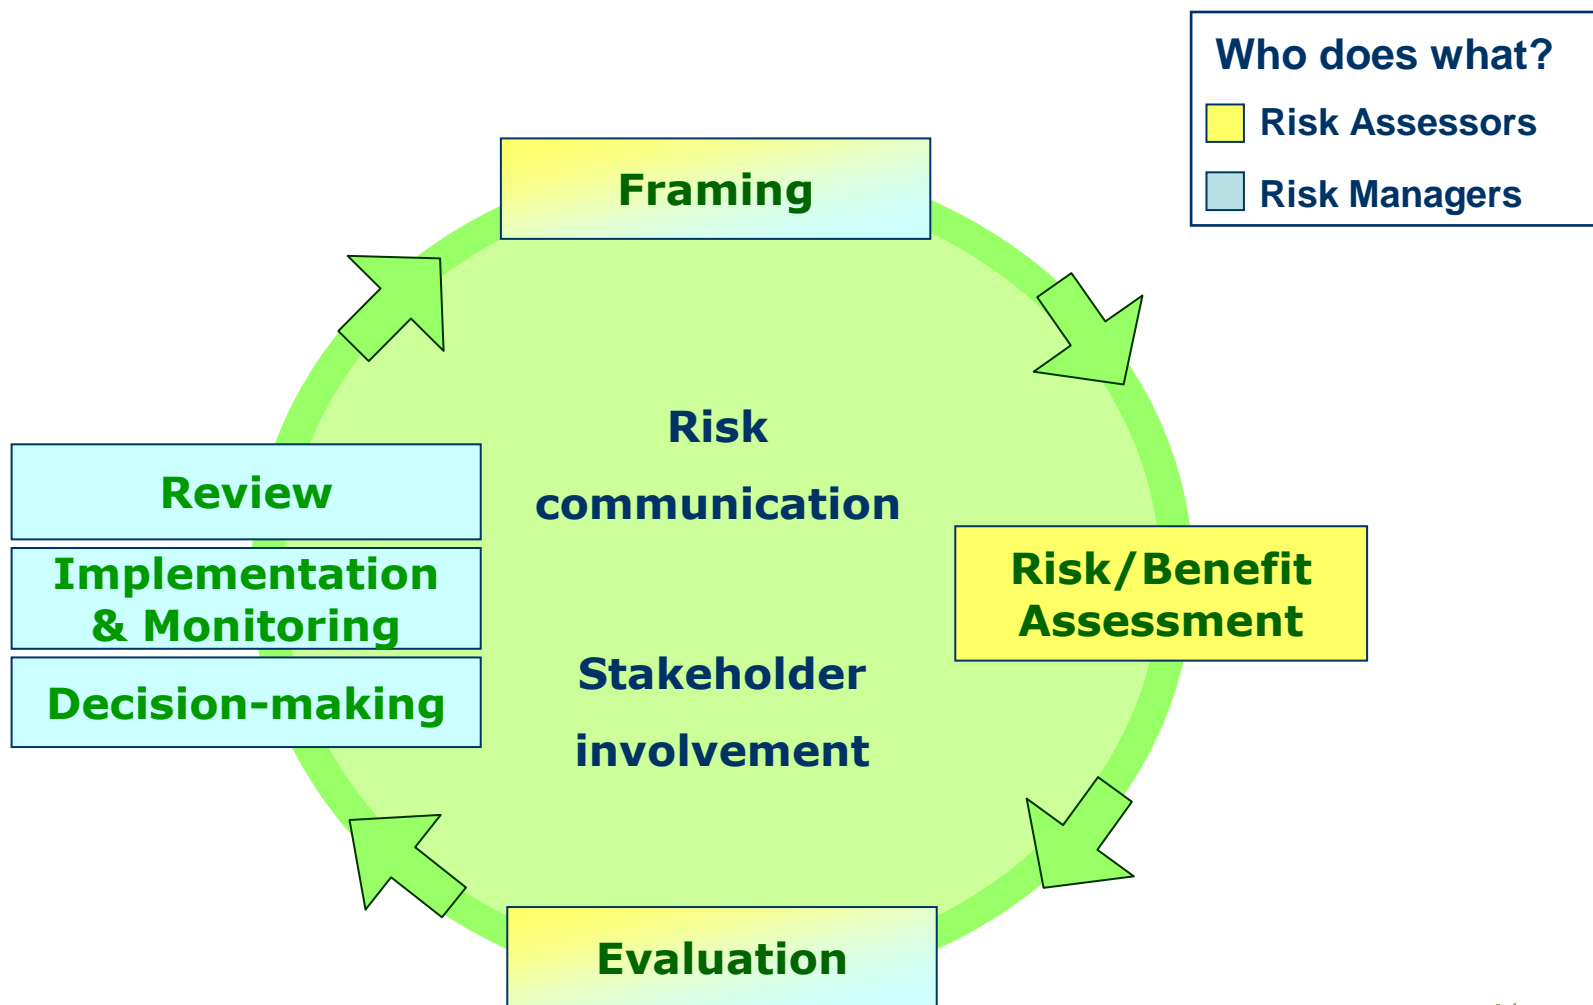 Who does what?
Risk Assessors
Risk Managers
Framing
Risk
communication
Review
Implementation
& Monitoring
Decision-making
Risk/Benefit
Assessment
Stakeholder
involvement
Evaluation